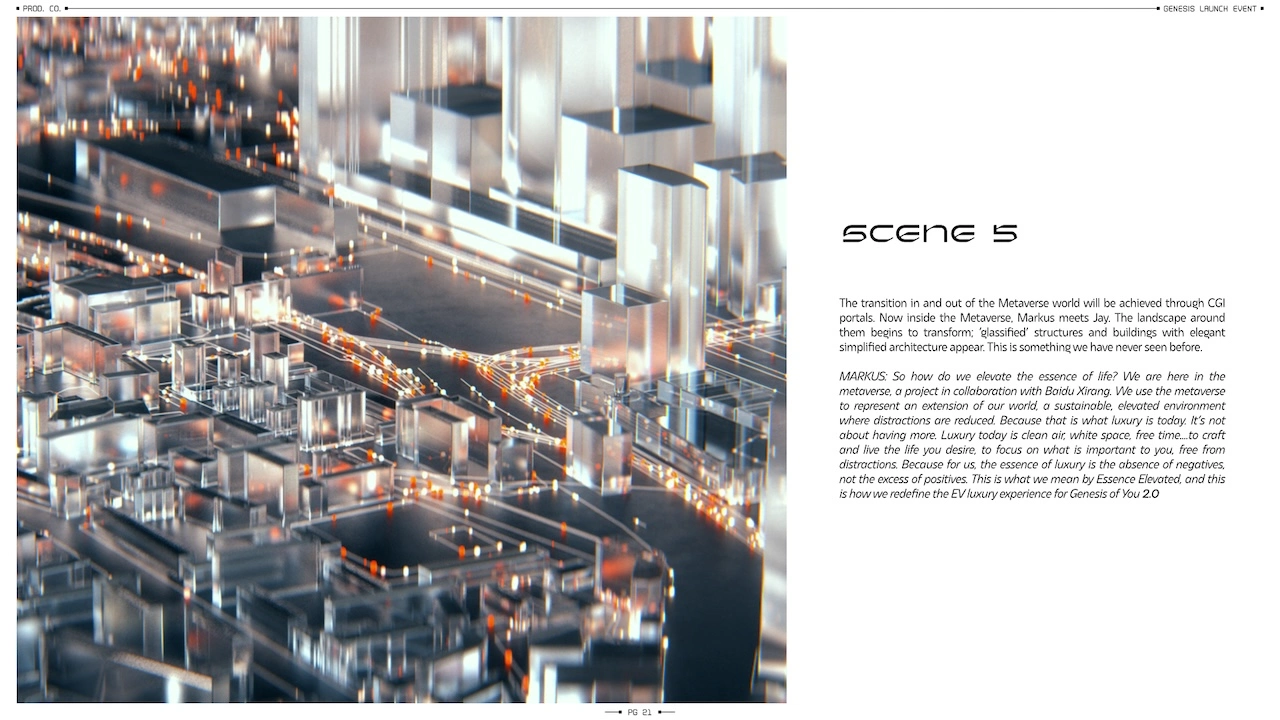 PROD. CO.
GENESIS LAUNCH EVENT
SCENE 5
The transition in and out of the Metaverse world will be achieved through CGI
portals. Now inside the Metaverse, Markus meets Jay. The landscape around
them begins to transform; 'glassified' structures and buildings with elegant
simplified architecture appear. This is something we have never seen before.
MARKUS: So how do we elevate the essence of life? We are here in the
metaverse, a project in collaboration with Baidu Xirang. We use the metaverse
to represent an extension of our world, a sustainable, elevated environment
where distractions are reduced. Because that is what luxury is today. It's not
about having more. Luxury today is clean air, white space, free time....to craft
and live the life you desire, to focus on what is important to you, free from
distractions. Because for us, the essence of luxury is the absence of negatives,
not the excess of positives. This is what we mean by Essence Elevated, and this
is how we redefine the EV luxury experience for Genesis of You 2.0
PG 21